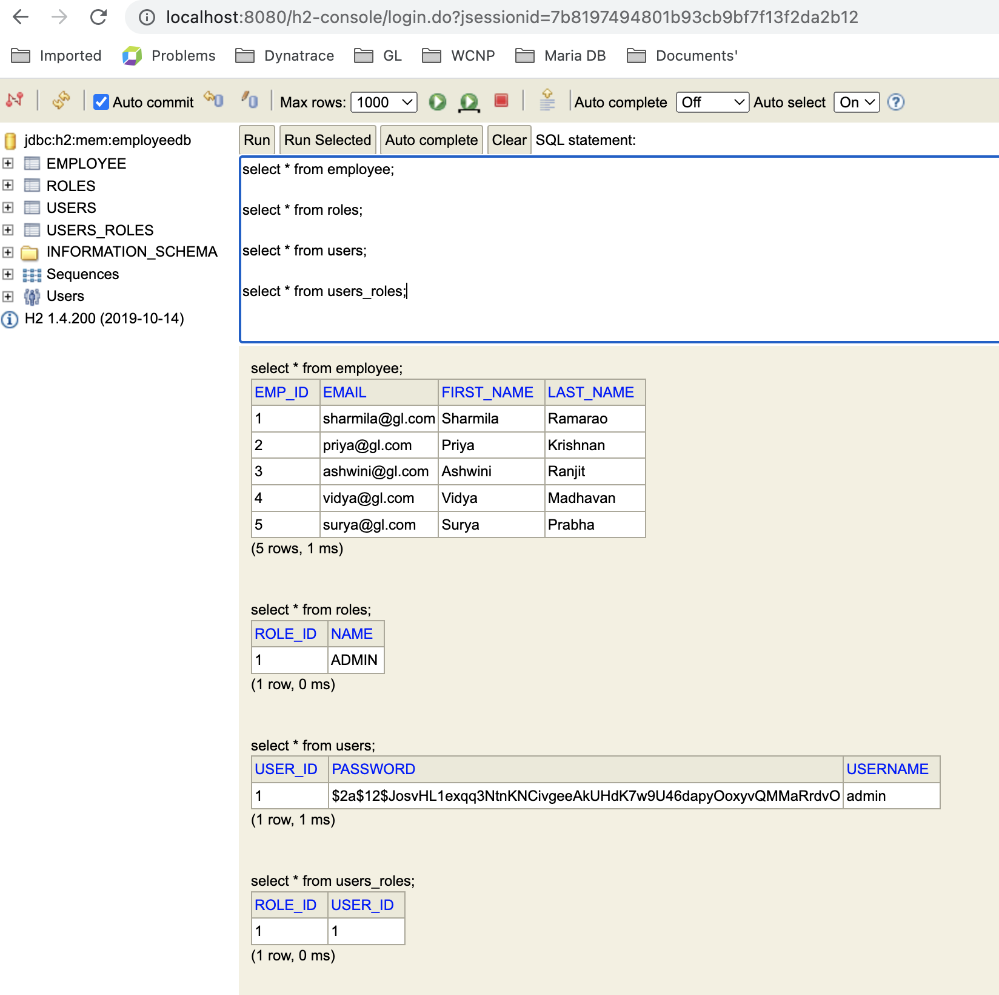 localhost:8080/h2-console/login.do?jsessionid=7b8197494801b93cb9bf7f13f2da2b12
Imported Problems Dynatrace GL WCNP Maria DB Documents'
Auto commit Max rows: 1000 Auto complete Off Auto select On
jdbc:h2:mem:employeedb
EMPLOYEE
ROLES
USERS
USERS_ROLES
INFORMATION_SCHEMA
Sequences
Users
H2 1.4.200 (2019-10-14)
Run Run Selected Auto complete Clear SQL statement:
select * from employee;
select * from roles;
select * from users;
select * from users_roles;
select * from employee;
EMP_ID EMAIL FIRST_NAME LAST_NAME
1 sharmila@gl.com Sharmila Ramarao
2 priya@gl.com Priya Krishnan
3 ashwini@gl.com Ashwini Ranjit
4 vidya@gl.com Vidya Madhavan
5 surya@gl.com Surya Prabha
(5 rows, 1 ms)
select * from roles;
ROLE_ID NAME
1 ADMIN
(1 row, 0 ms)
select * from users;
USER_ID PASSWORD USERNAME
1 $2a$12$JosvHL1exqq3NtnKNCivgeeAkUHdK7w9U46dapyOoxyvQMMaRrdvO admin
(1 row, 1 ms)
select * from users_roles;
ROLE_ID USER_ID
1 1
(1 row, 0 ms)